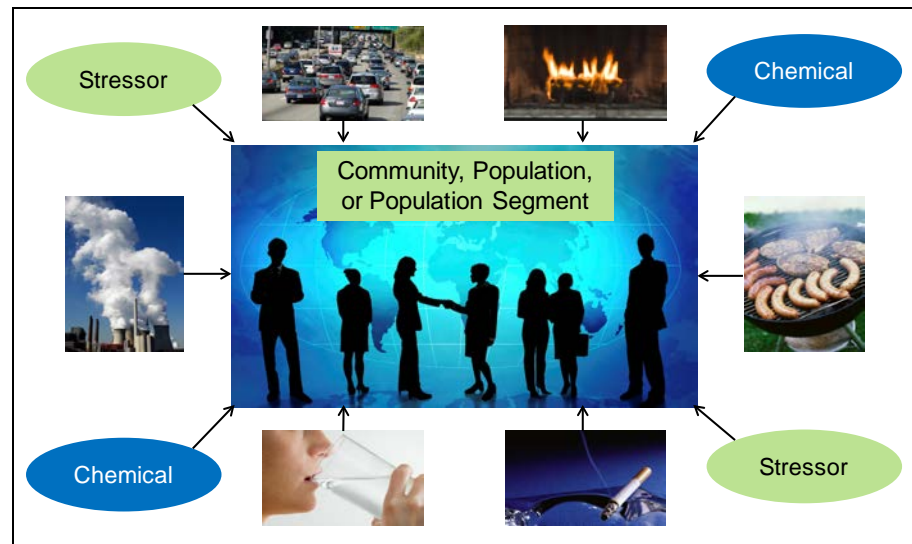 Stressor
Chemical
Community, Population,
or Population Segment
Chemical
Stressor